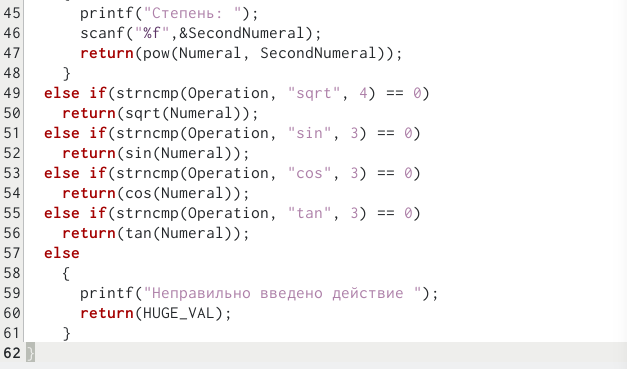 45 printf("Степень: ");
46 scanf("%f",&SecondNumeral);
47 return(pow(Numeral, SecondNumeral));
48 }
49 else if(strncmp(Operation, "sqrt", 4) == 0)
50 return(sqrt(Numeral));
51 else if(strncmp(Operation, "sin", 3) == 0)
52 return(sin(Numeral));
53 else if(strncmp(Operation, "cos", 3) == 0)
54 return(cos(Numeral));
55 else if(strncmp(Operation, "tan", 3) == 0)
56 return(tan(Numeral));
57 else
58 {
59 printf("Неправильно введено действие ");
60 return(HUGE_VAL);
61 }
62 }